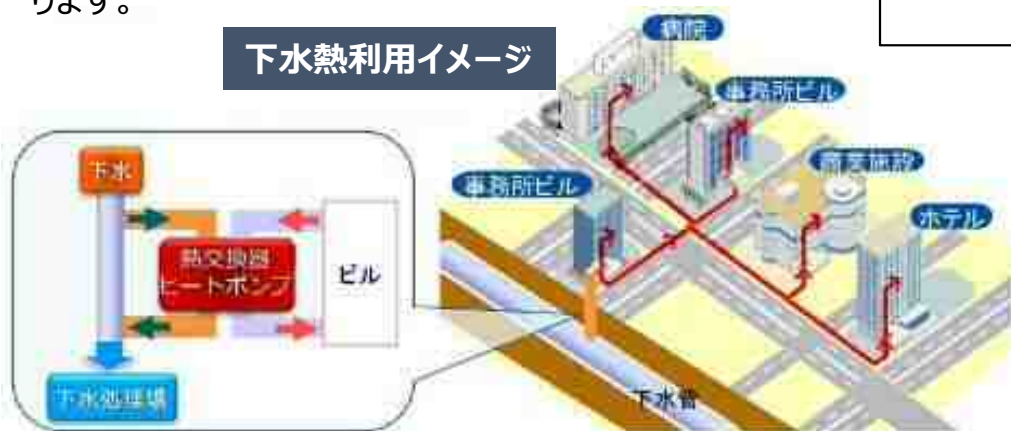 ります。
下水熱利用イメージ
病院
事務所ビル
商業施設
事務所ビル
ホテル
下水
熱交換器
ヒートポンプ
ビル
下水処理場
下水管